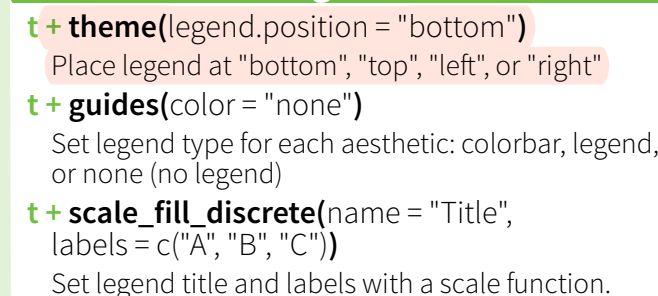 t + theme(legend.position = "bottom")
Place legend at "bottom", "top", "left", or "right"
t + guides(color = "none")
Set legend type for each aesthetic: colorbar, legend,
or none (no legend)
t + scale_fill_discrete(name = "Title",
labels = c("A", "B", "C"))
Set legend title and labels with a scale function.